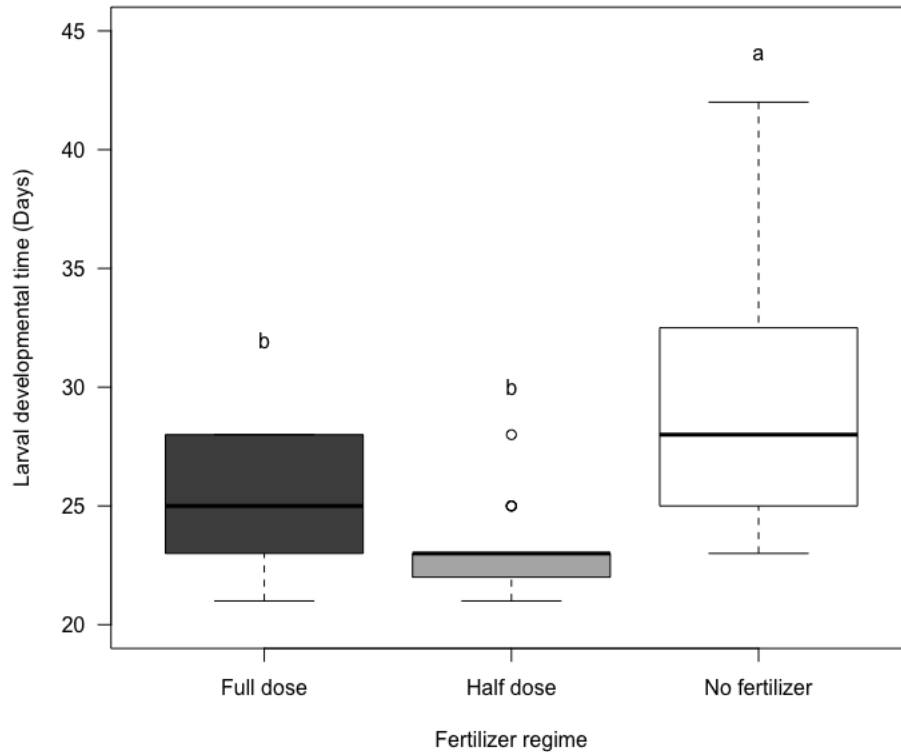 45
a
40
35
b
b
30
25
20
Larval developmental time (Days)
Full dose
Half dose
No fertilizer
Fertilizer regime